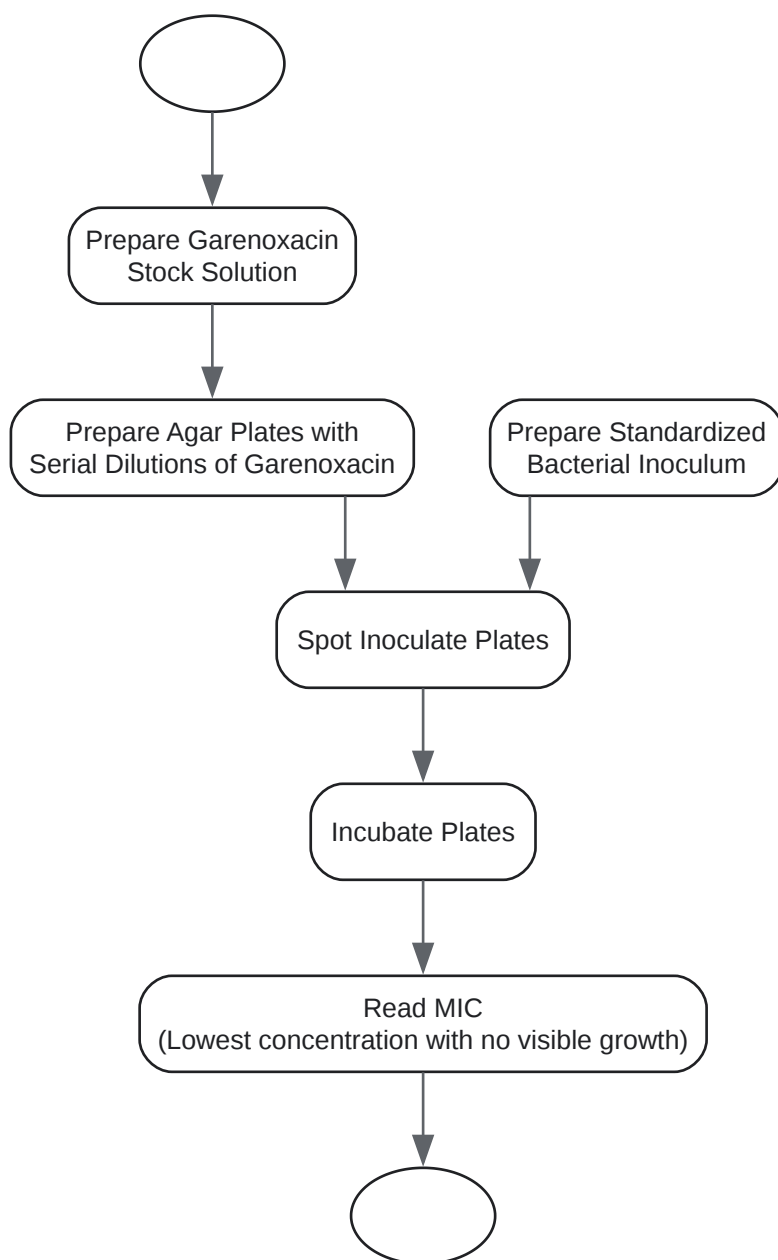 Prepare Garenoxacin
Stock Solution
Prepare Agar Plates with
Serial Dilutions of Garenoxacin
Prepare Standardized
Bacterial Inoculum
Spot Inoculate Plates
Incubate Plates
Read MIC
(Lowest concentration with no visible growth)